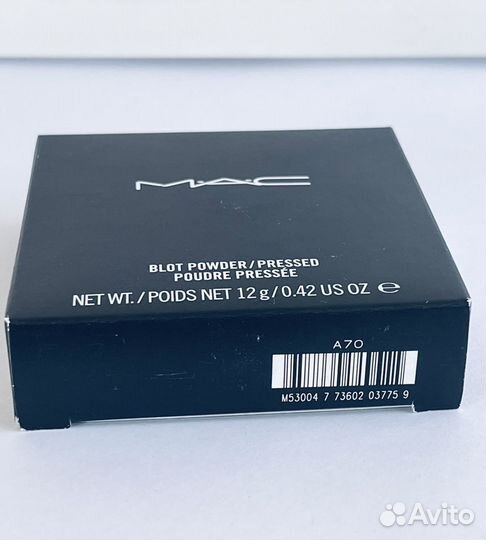 M·A·C
BLOT POWDER/PRESSED
POUDRE PRESSÉE
NET WT./POIDS NET 12 g/0.42 US OZ ℮
A70
M53004 7 73602 03775 9
Avito